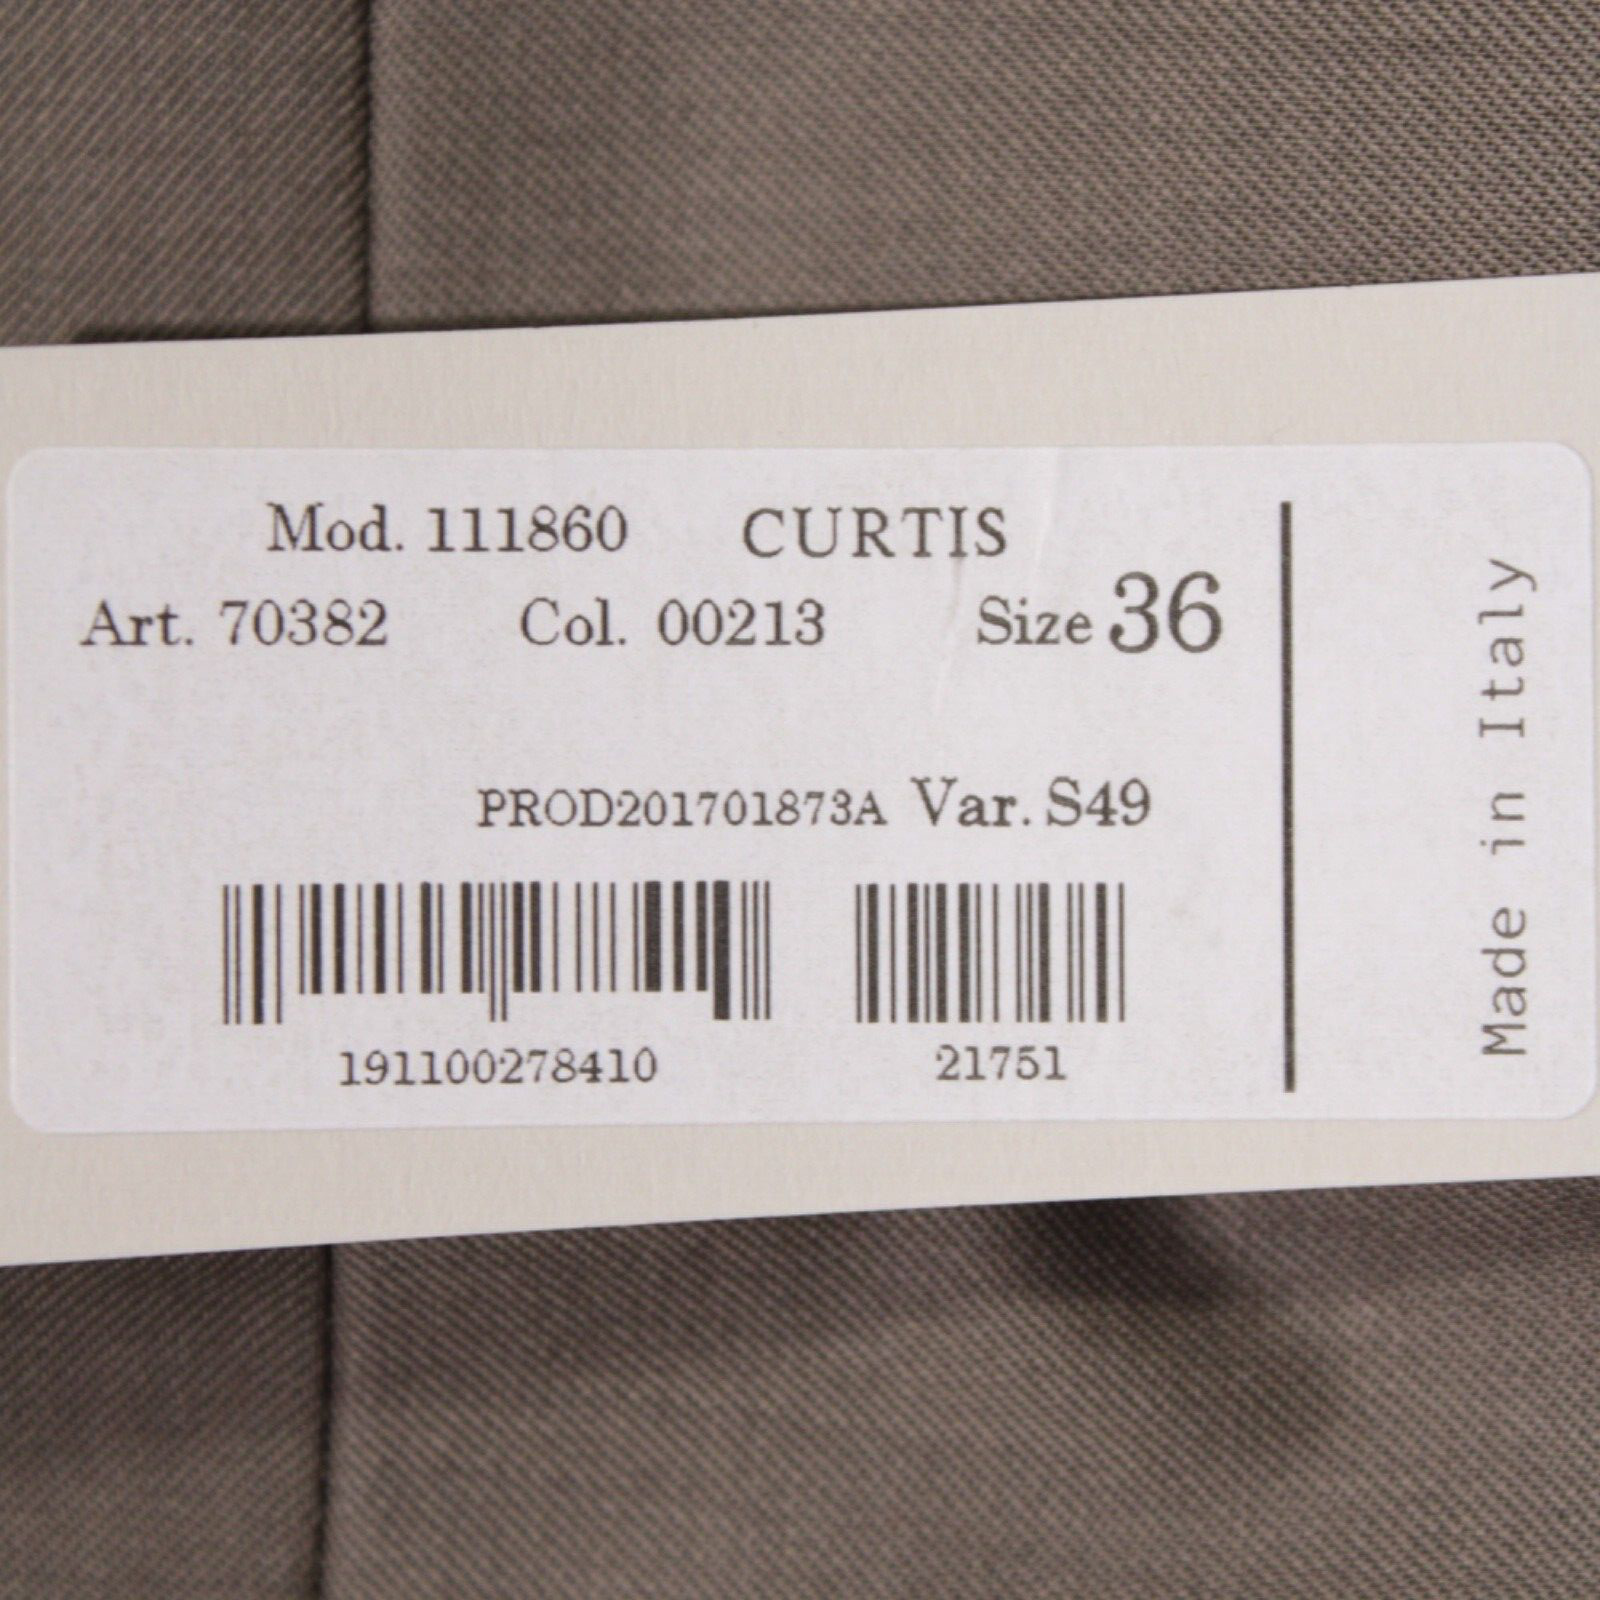 Mod. 111860 CURTIS
Art. 70382 Col. 00213 Size 36
PROD201701873A Var. S49
191100278410 21751
Made in Italy